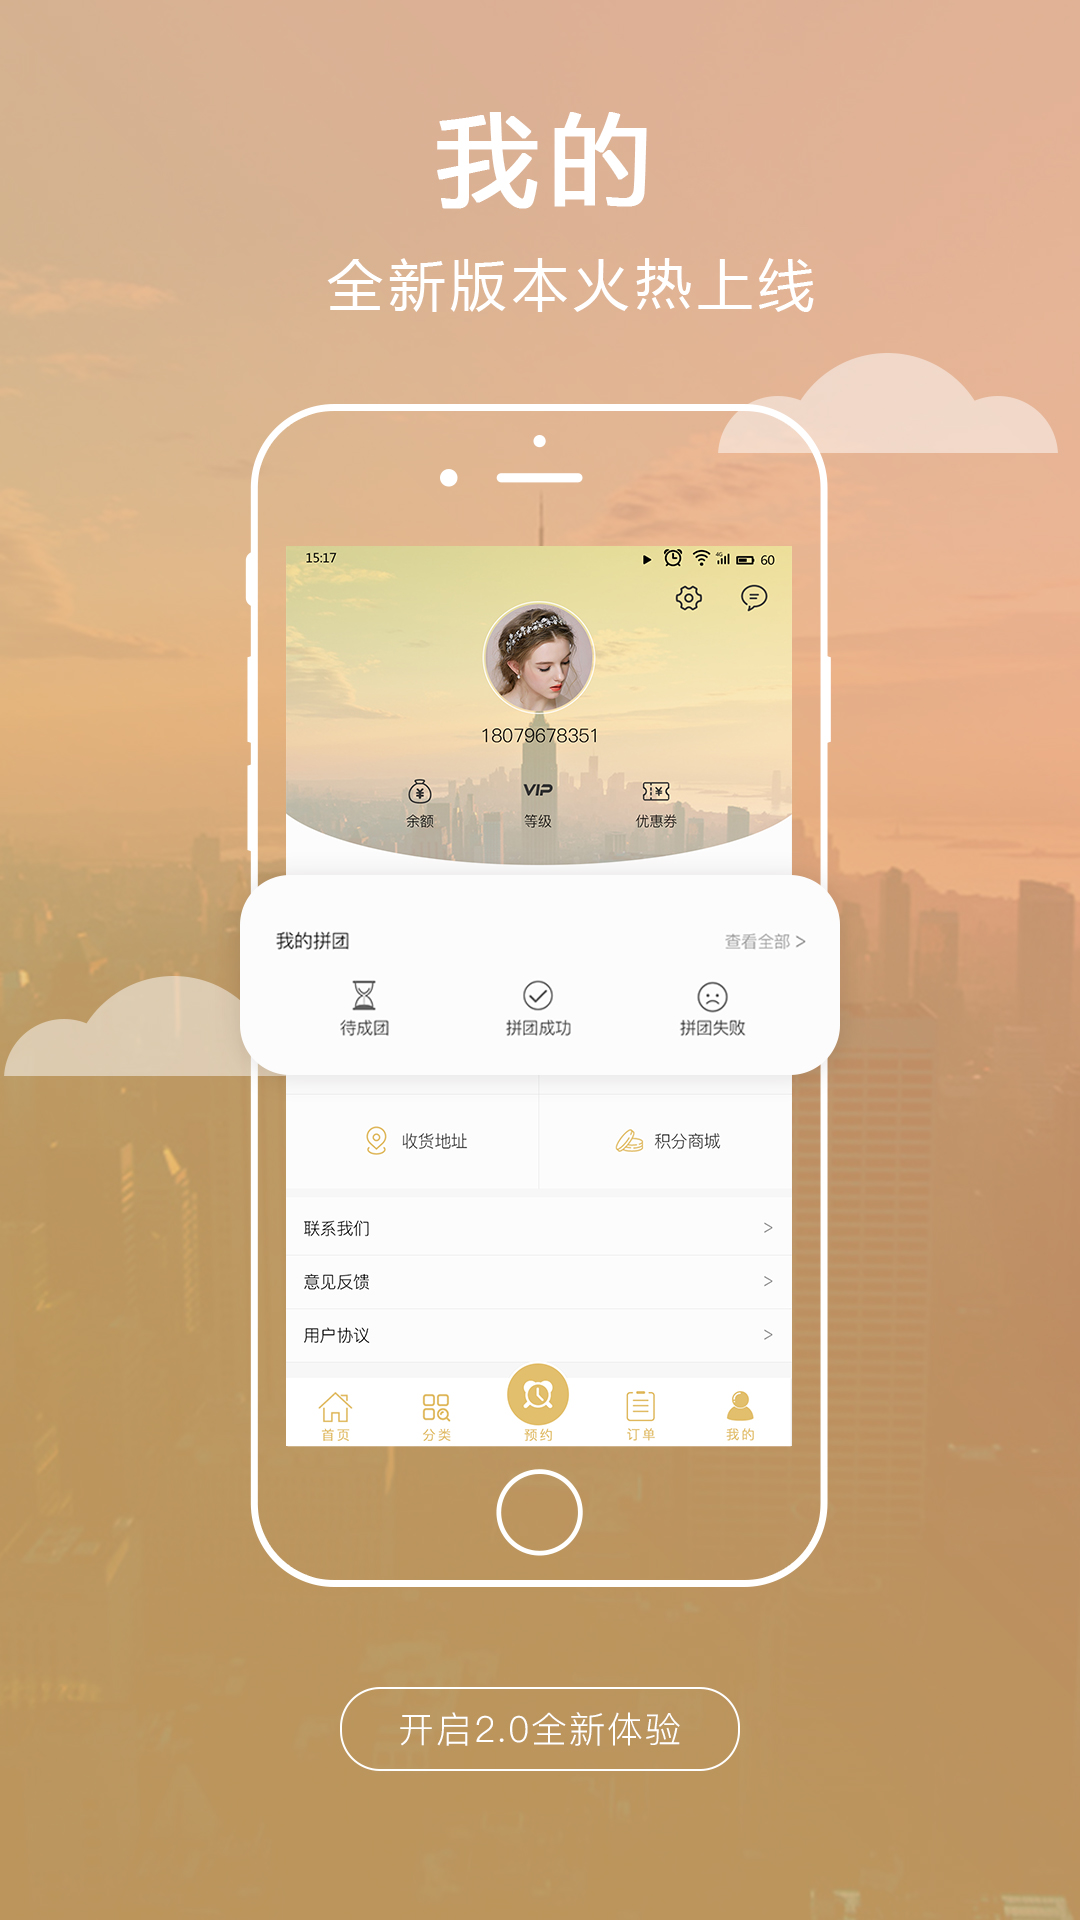 我的
全新版本火热上线
15:17
4G
60
18079678351
¥
VIP
¥
余额
等级
优惠券
我的拼团
查看全部 >
待成团
拼团成功
拼团失败
收货地址
积分商城
联系我们 >
意见反馈 >
用户协议 >
首页
分类
预约
订单
我的
开启2.0全新体验